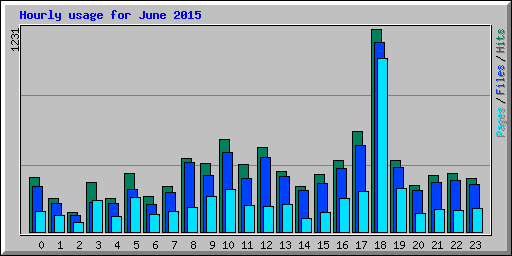 Hourly usage for June 2015
1231
Pages / Files / Hits
0 1 2 3 4 5 6 7 8 9 10 11 12 13 14 15 16 17 18 19 20 21 22 23